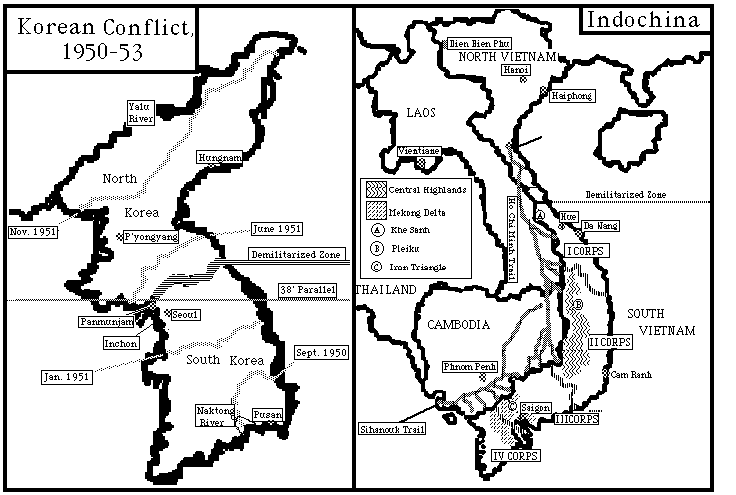 Korean Conflict,
1950-53
Yalu
River
Hungnam
North
Korea
Nov. 1951
P'yongyang
June 1951
Demilitarized Zone
38' Parallel
Panmunjam
Seoul
Inchon
South Korea
Sept. 1950
Jan. 1951
Naktong
River
Pusan
Indochina
Dien Bien Phu
NORTH VIETNAM
Hanoi
Haiphong
LAOS
Vientiane
Central Highlands
Mekong Delta
A Khe Sanh
B Pleiku
C Iron Triangle
Ho Chi Minh Trail
Demilitarized Zone
A
Hue
Da Nang
I CORPS
THAILAND
B
SOUTH
VIETNAM
CAMBODIA
II CORPS
Phnom Penh
Cam Ranh
C
Saigon
III CORPS
Sihanouk Trail
IV CORPS